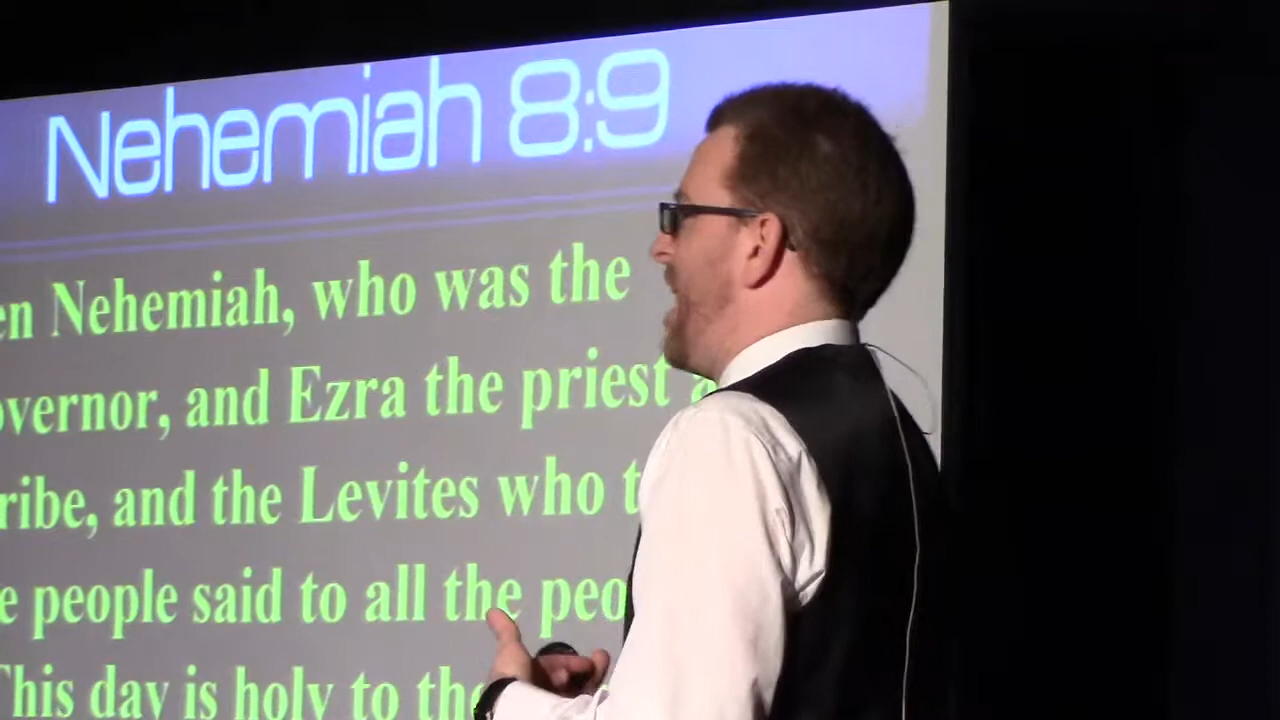 Nehemiah 8:9
en Nehemiah, who was the
overnor, and Ezra the priest a
ribe, and the Levites who t
e people said to all the peo
This day is holy to the